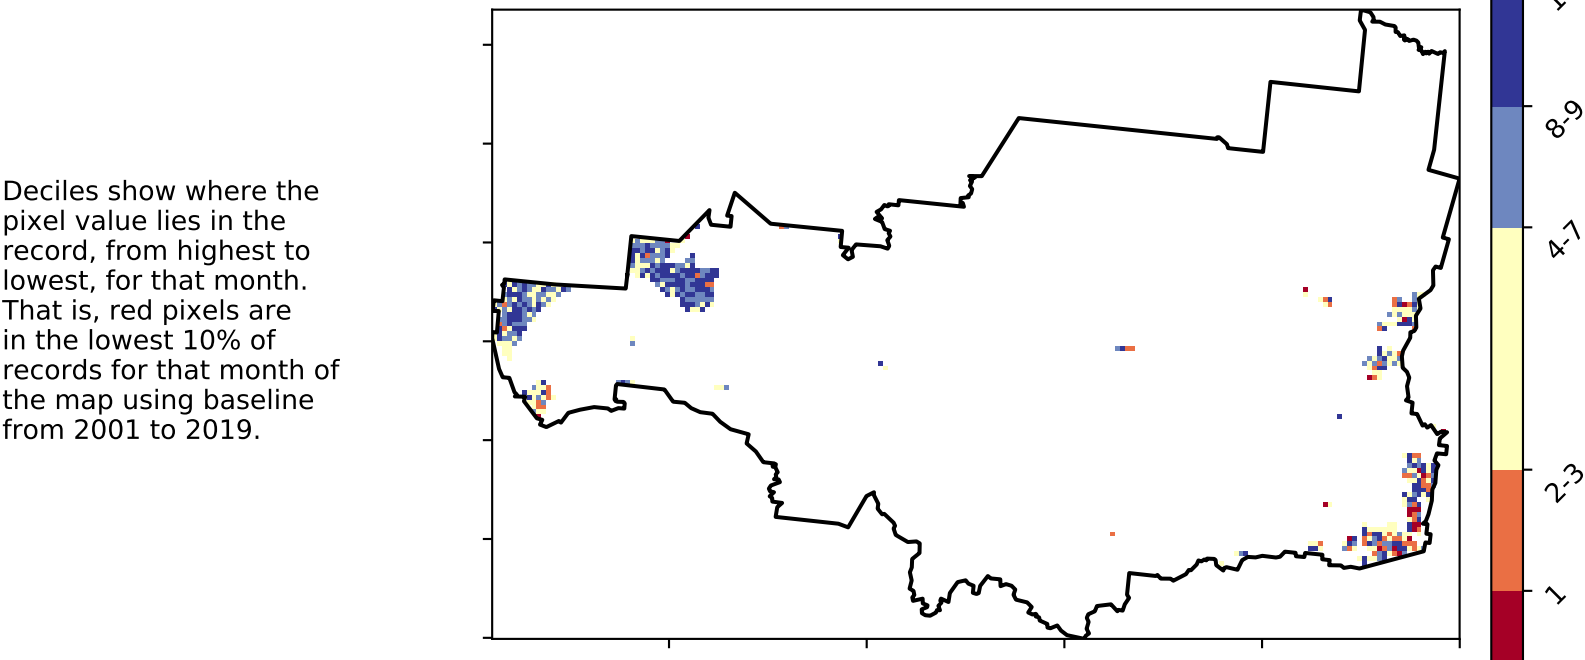 Deciles show where the
pixel value lies in the
record, from highest to
lowest, for that month.
That is, red pixels are
in the lowest 10% of
records for that month of
the map using baseline
from 2001 to 2019.
8-9
4-7
2-3
1